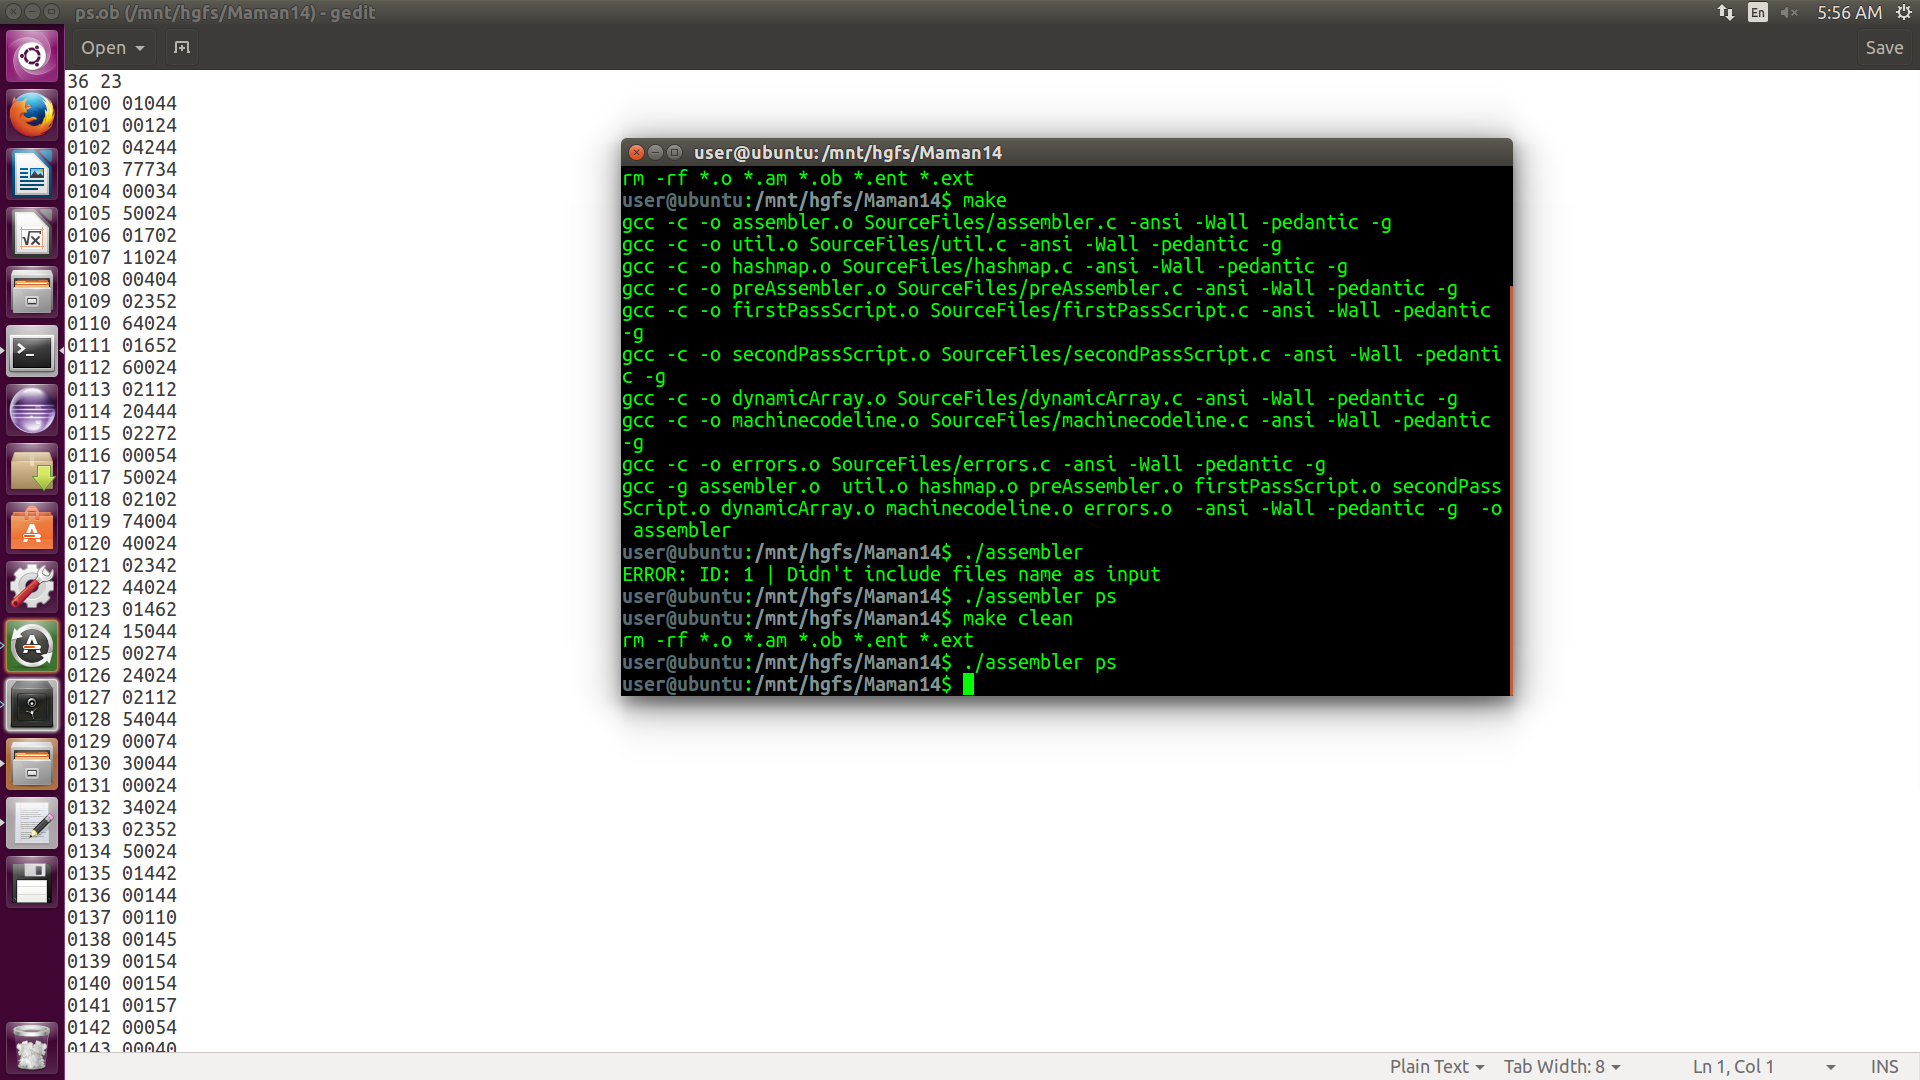 ps.ob (/mnt/hgfs/Maman14) - gedit
En
5:56 AM
Open
Save
36 23
0100 01044
0101 00124
0102 04244
0103 77734
0104 00034
0105 50024
0106 01702
0107 11024
0108 00404
0109 02352
0110 64024
0111 01652
0112 60024
0113 02112
0114 20444
0115 02272
0116 00054
0117 50024
0118 02102
0119 74004
0120 40024
0121 02342
0122 44024
0123 01462
0124 15044
0125 00274
0126 24024
0127 02112
0128 54044
0129 00074
0130 30044
0131 00024
0132 34024
0133 02352
0134 50024
0135 01442
0136 00144
0137 00110
0138 00145
0139 00154
0140 00154
0141 00157
0142 00054
0143 00040
user@ubuntu: /mnt/hgfs/Maman14
rm -rf *.o *.am *.ob *.ent *.ext
user@ubuntu:/mnt/hgfs/Maman14$ make
gcc -c -o assembler.o SourceFiles/assembler.c -ansi -Wall -pedantic -g
gcc -c -o util.o SourceFiles/util.c -ansi -Wall -pedantic -g
gcc -c -o hashmap.o SourceFiles/hashmap.c -ansi -Wall -pedantic -g
gcc -c -o preAssembler.o SourceFiles/preAssembler.c -ansi -Wall -pedantic -g
gcc -c -o firstPassScript.o SourceFiles/firstPassScript.c -ansi -Wall -pedantic
-g
gcc -c -o secondPassScript.o SourceFiles/secondPassScript.c -ansi -Wall -pedanti
c -g
gcc -c -o dynamicArray.o SourceFiles/dynamicArray.c -ansi -Wall -pedantic -g
gcc -c -o machinecodeline.o SourceFiles/machinecodeline.c -ansi -Wall -pedantic
-g
gcc -c -o errors.o SourceFiles/errors.c -ansi -Wall -pedantic -g
gcc -g assembler.o  util.o hashmap.o preAssembler.o firstPassScript.o secondPass
Script.o dynamicArray.o machinecodeline.o errors.o  -ansi -Wall -pedantic -g  -o
 assembler
user@ubuntu:/mnt/hgfs/Maman14$ ./assembler
ERROR: ID: 1 | Didn't include files name as input
user@ubuntu:/mnt/hgfs/Maman14$ ./assembler ps
user@ubuntu:/mnt/hgfs/Maman14$ make clean
rm -rf *.o *.am *.ob *.ent *.ext
user@ubuntu:/mnt/hgfs/Maman14$ ./assembler ps
user@ubuntu:/mnt/hgfs/Maman14$
Plain Text
Tab Width: 8
Ln 1, Col 1
INS